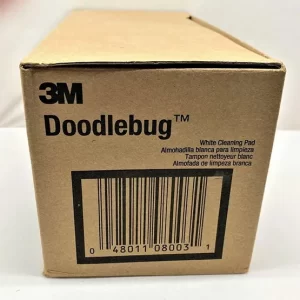 3M
Doodlebug™
White Cleaning Pad
Almohadilla blanca para limpieza
Tampon nettoyeur blanc
Almofada de limpeza branca
0 48011 08003 1